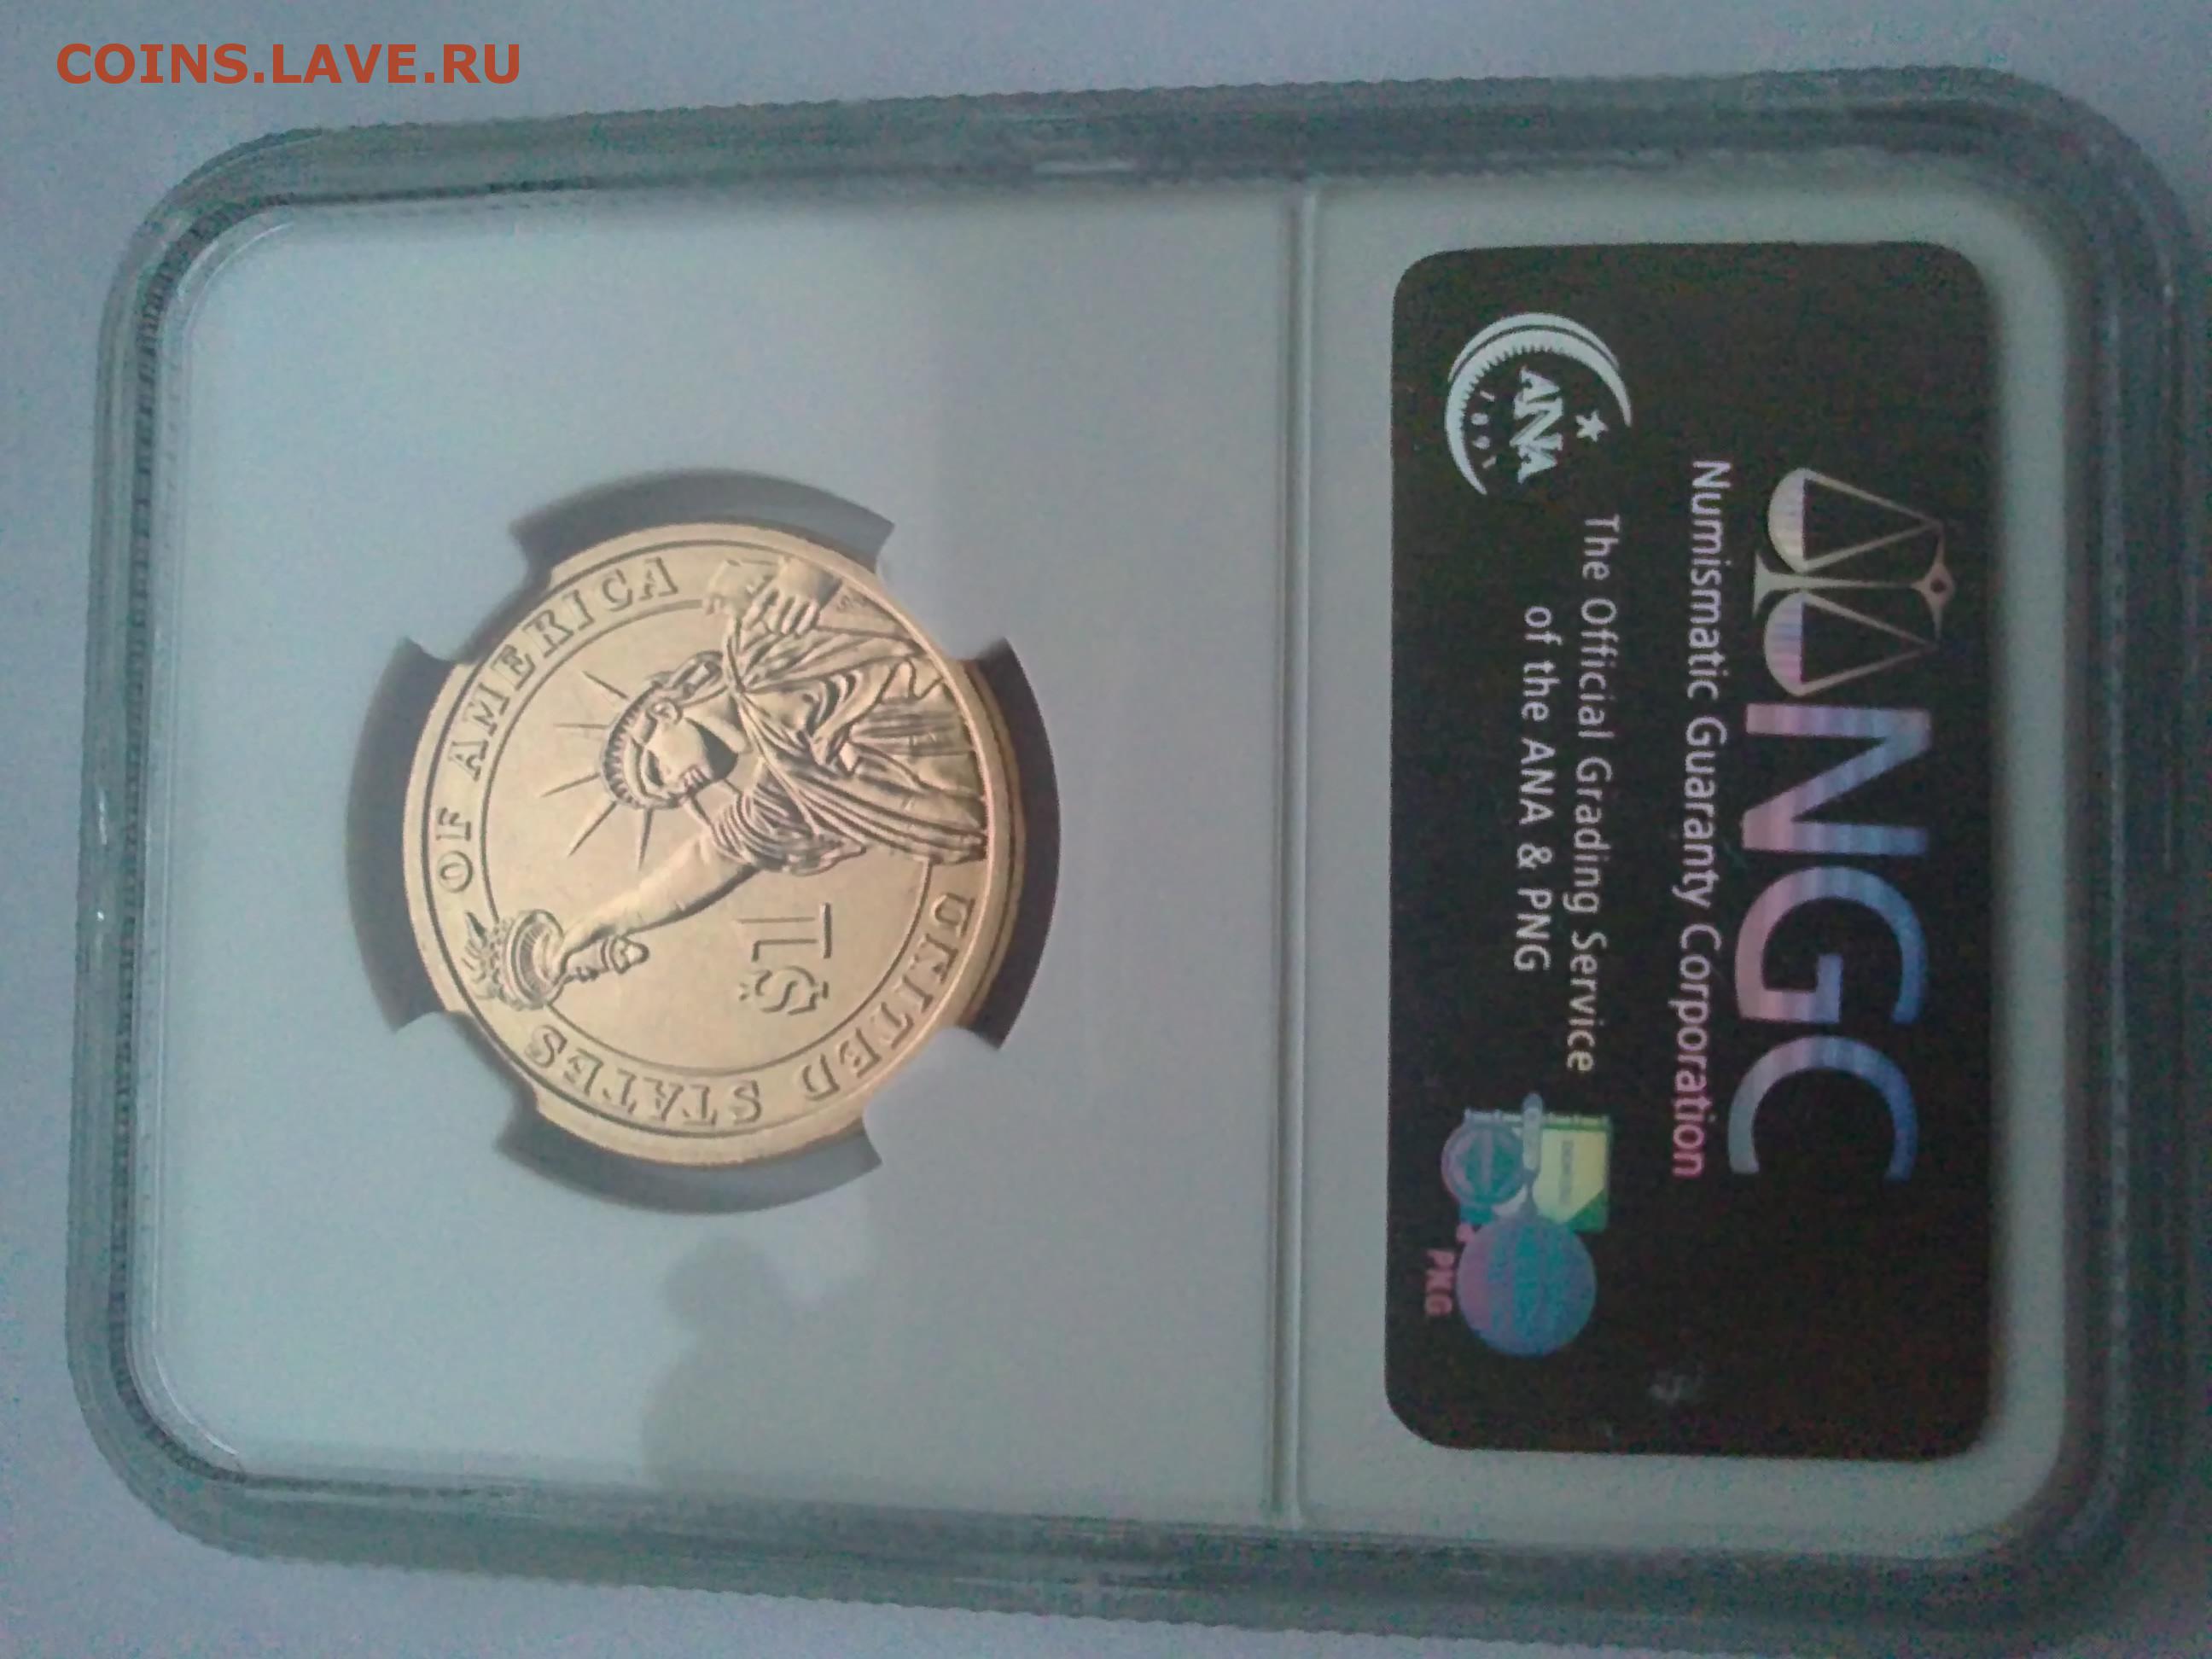 COINS.LAVE.RU
NGC
Numismatic Guaranty Corporation
The Official Grading Service
of the ANA & PNG
ANA
1891
PNG
UNITED STATES OF AMERICA
$1